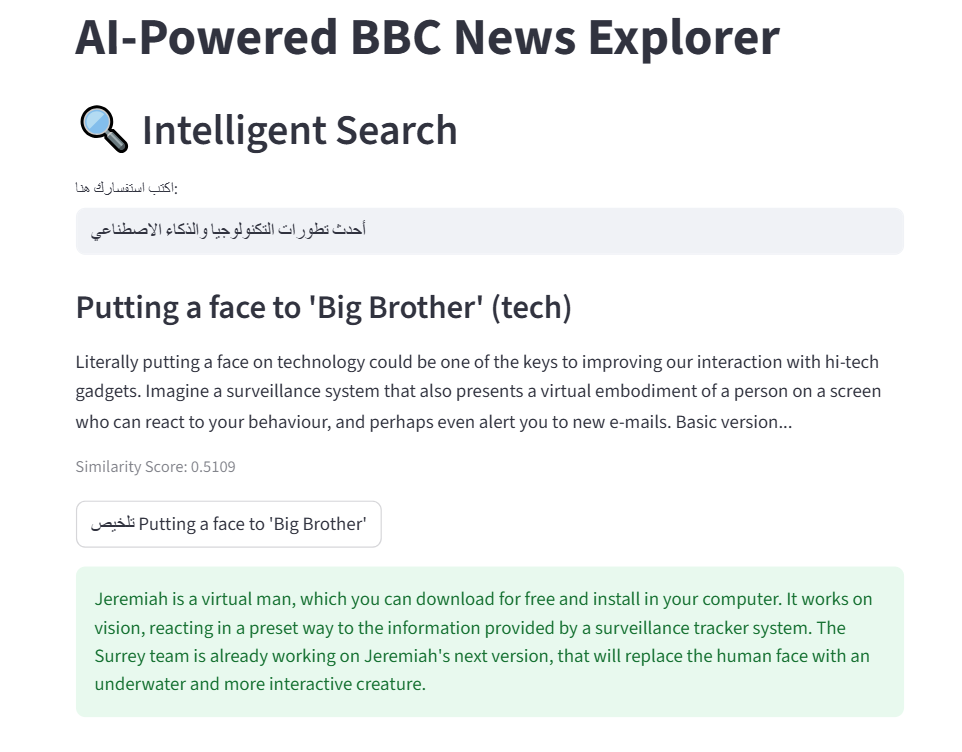 AI-Powered BBC News Explorer
🔍 Intelligent Search
اكتب استفسارك هنا:
أحدث تطورات التكنولوجيا والذكاء الاصطناعي
Putting a face to 'Big Brother' (tech)
Literally putting a face on technology could be one of the keys to improving our interaction with hi-tech
gadgets. Imagine a surveillance system that also presents a virtual embodiment of a person on a screen
who can react to your behaviour, and perhaps even alert you to new e-mails. Basic version...
Similarity Score: 0.5109
تلخيص Putting a face to 'Big Brother'
Jeremiah is a virtual man, which you can download for free and install in your computer. It works on
vision, reacting in a preset way to the information provided by a surveillance tracker system. The
Surrey team is already working on Jeremiah's next version, that will replace the human face with an
underwater and more interactive creature.